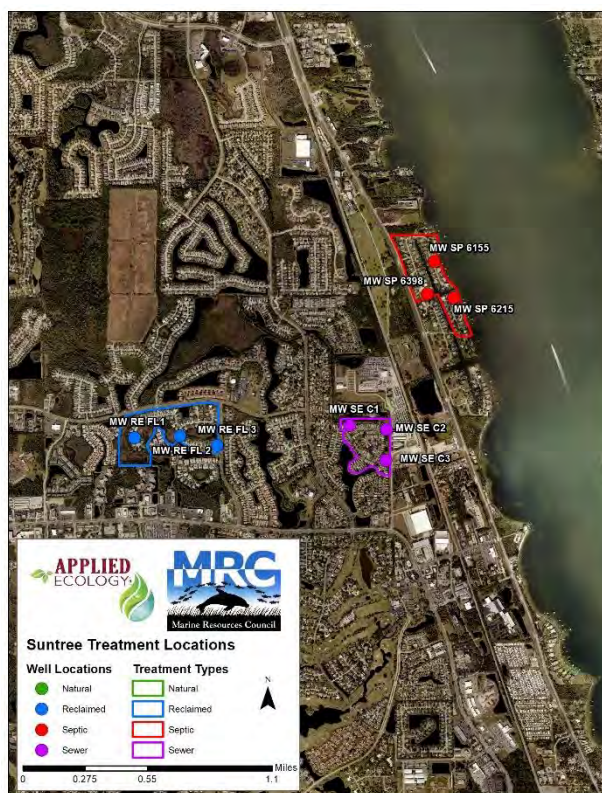 MW SP 6155
MW SP 6398
MW SP 6215
MW SE C1
MW RE FL1
MW RE FL 3
MW SE C2
MW RE FL 2
MW SE C3
APPLIED
ECOLOGY
MRC
Marine Resources Council
Suntree Treatment Locations
Well Locations
Treatment Types
Natural
Natural
N
Reclaimed
Reclaimed
Septic
Septic
Sewer
Sewer
Miles
0
0.275
0.55
1.1